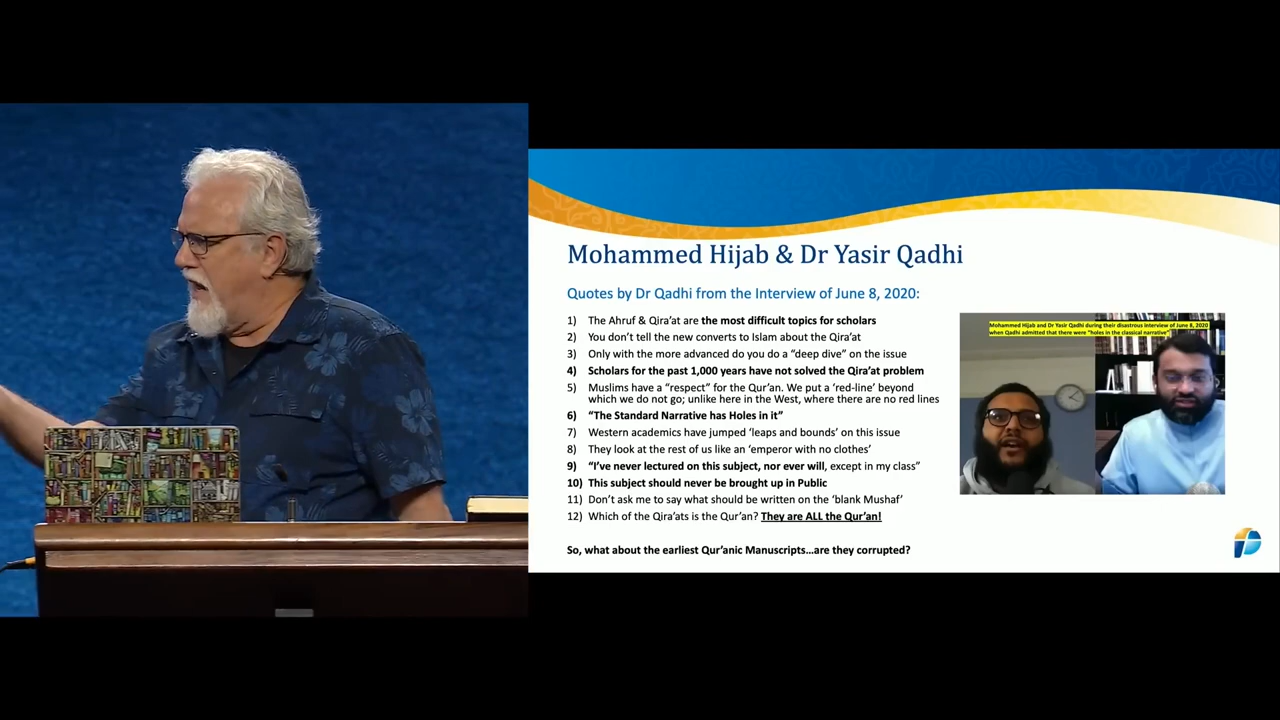 Mohammed Hijab & Dr Yasir Qadhi
Quotes by Dr Qadhi from the Interview of June 8, 2020:
1) The Ahruf & Qira’at are the most difficult topics for scholars
2) You don’t tell the new converts to Islam about the Qira’at
3) Only with the more advanced do you do a “deep dive” on the issue
4) Scholars for the past 1,000 years have not solved the Qira’at problem
5) Muslims have a “respect” for the Qur’an. We put a ‘red-line’ beyond
which we do not go; unlike here in the West, where there are no red lines
6) “The Standard Narrative has Holes in it”
7) Western academics have jumped ‘leaps and bounds’ on this issue
8) They look at the rest of us like an ‘emperor with no clothes’
9) “I’ve never lectured on this subject, nor ever will, except in my class”
10) This subject should never be brought up in Public
11) Don’t ask me to say what should be written on the ‘blank Mushaf’
12) Which of the Qira’ats is the Qur’an? They are ALL the Qur’an!
So, what about the earliest Qur’anic Manuscripts…are they corrupted?
Mohammed Hijab and Dr Yasir Qadhi during their disastrous interview of June 8, 2020
when Qadhi admitted that there were “holes in the classical narrative”